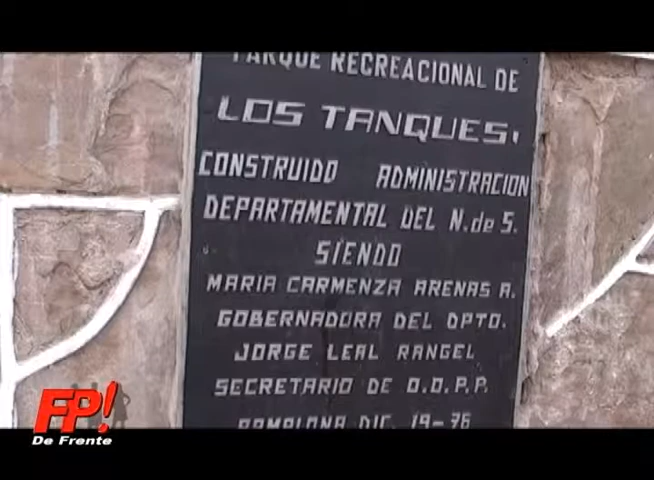 PARQUE RECREACIONAL DE
LOS TANQUES.
CONSTRUIDO ADMINISTRACION
DEPARTAMENTAL DEL N. de S.
SIENDO
MARIA CARMENZA ARENAS A.
GOBERNADORA DEL DPTO.
JORGE LEAL RANGEL
SECRETARIO DE O.O.P.P.
PAMPLONA DIC. 19-76
FP!
De Frente